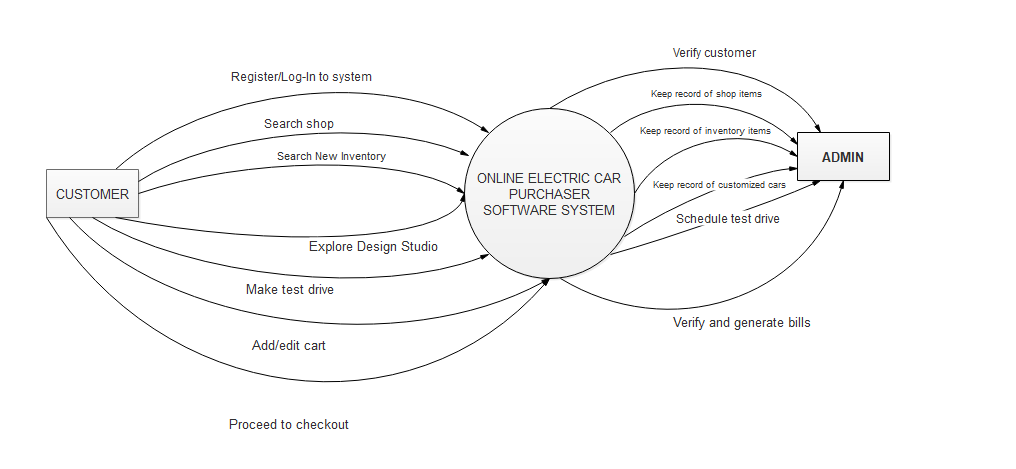 Verify customer
Register/Log-In to system
Keep record of shop items
Search shop
Keep record of inventory items
Search New Inventory
ADMIN
CUSTOMER
ONLINE ELECTRIC CAR
PURCHASER
SOFTWARE SYSTEM
Keep record of customized cars
Schedule test drive
Explore Design Studio
Make test drive
Verify and generate bills
Add/edit cart
Proceed to checkout